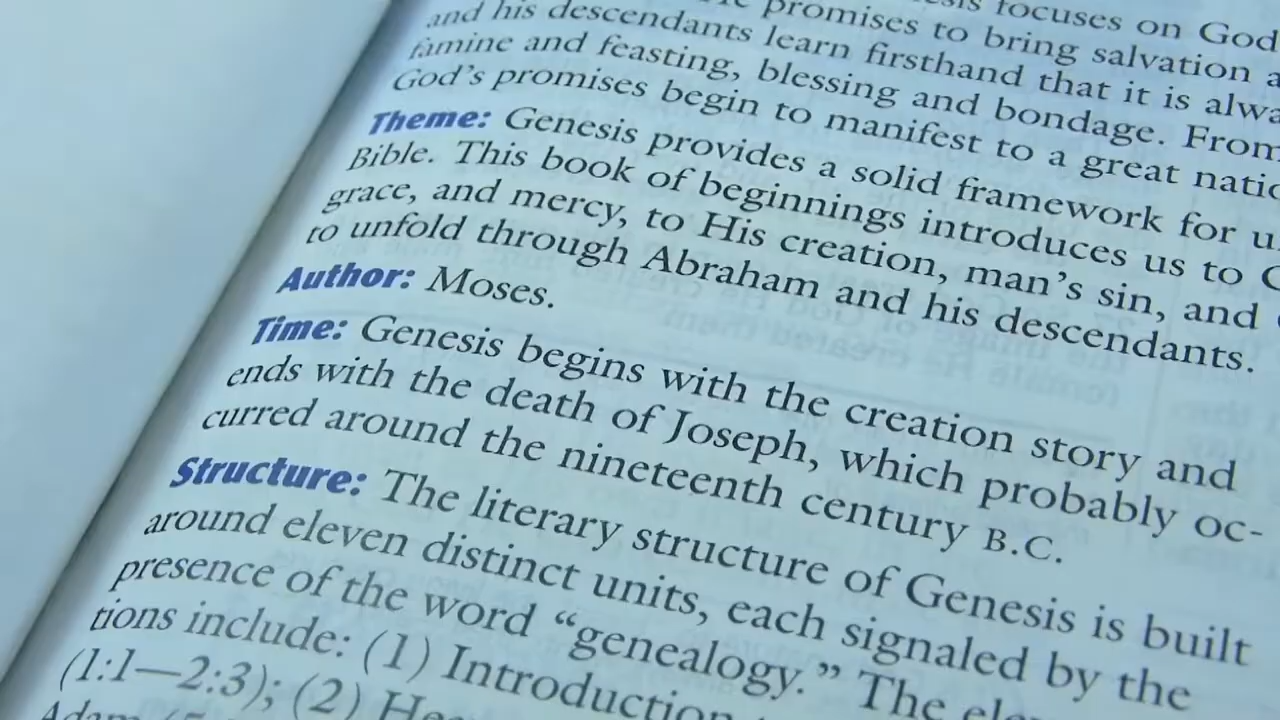 focuses on God
promises to bring salvation
and his descendants learn firsthand that it is
famine and feasting, blessing and bondage. From
God's promises begin to manifest to a great
Theme: Genesis provides a solid framework for
Bible. This book of beginnings introduces us to
grace, and mercy, to His creation, man's sin, and
to unfold through Abraham and his descendants.
Author: Moses.
Time: Genesis begins with the creation story and
ends with the death of Joseph, which probably oc-
curred around the nineteenth century B.C.
Structure: The literary structure of Genesis is built
around eleven distinct units, each signaled by the
presence of the word “genealogy.” The
tions include: (1) Introduction
(1:1—2:3); (2)
Adam